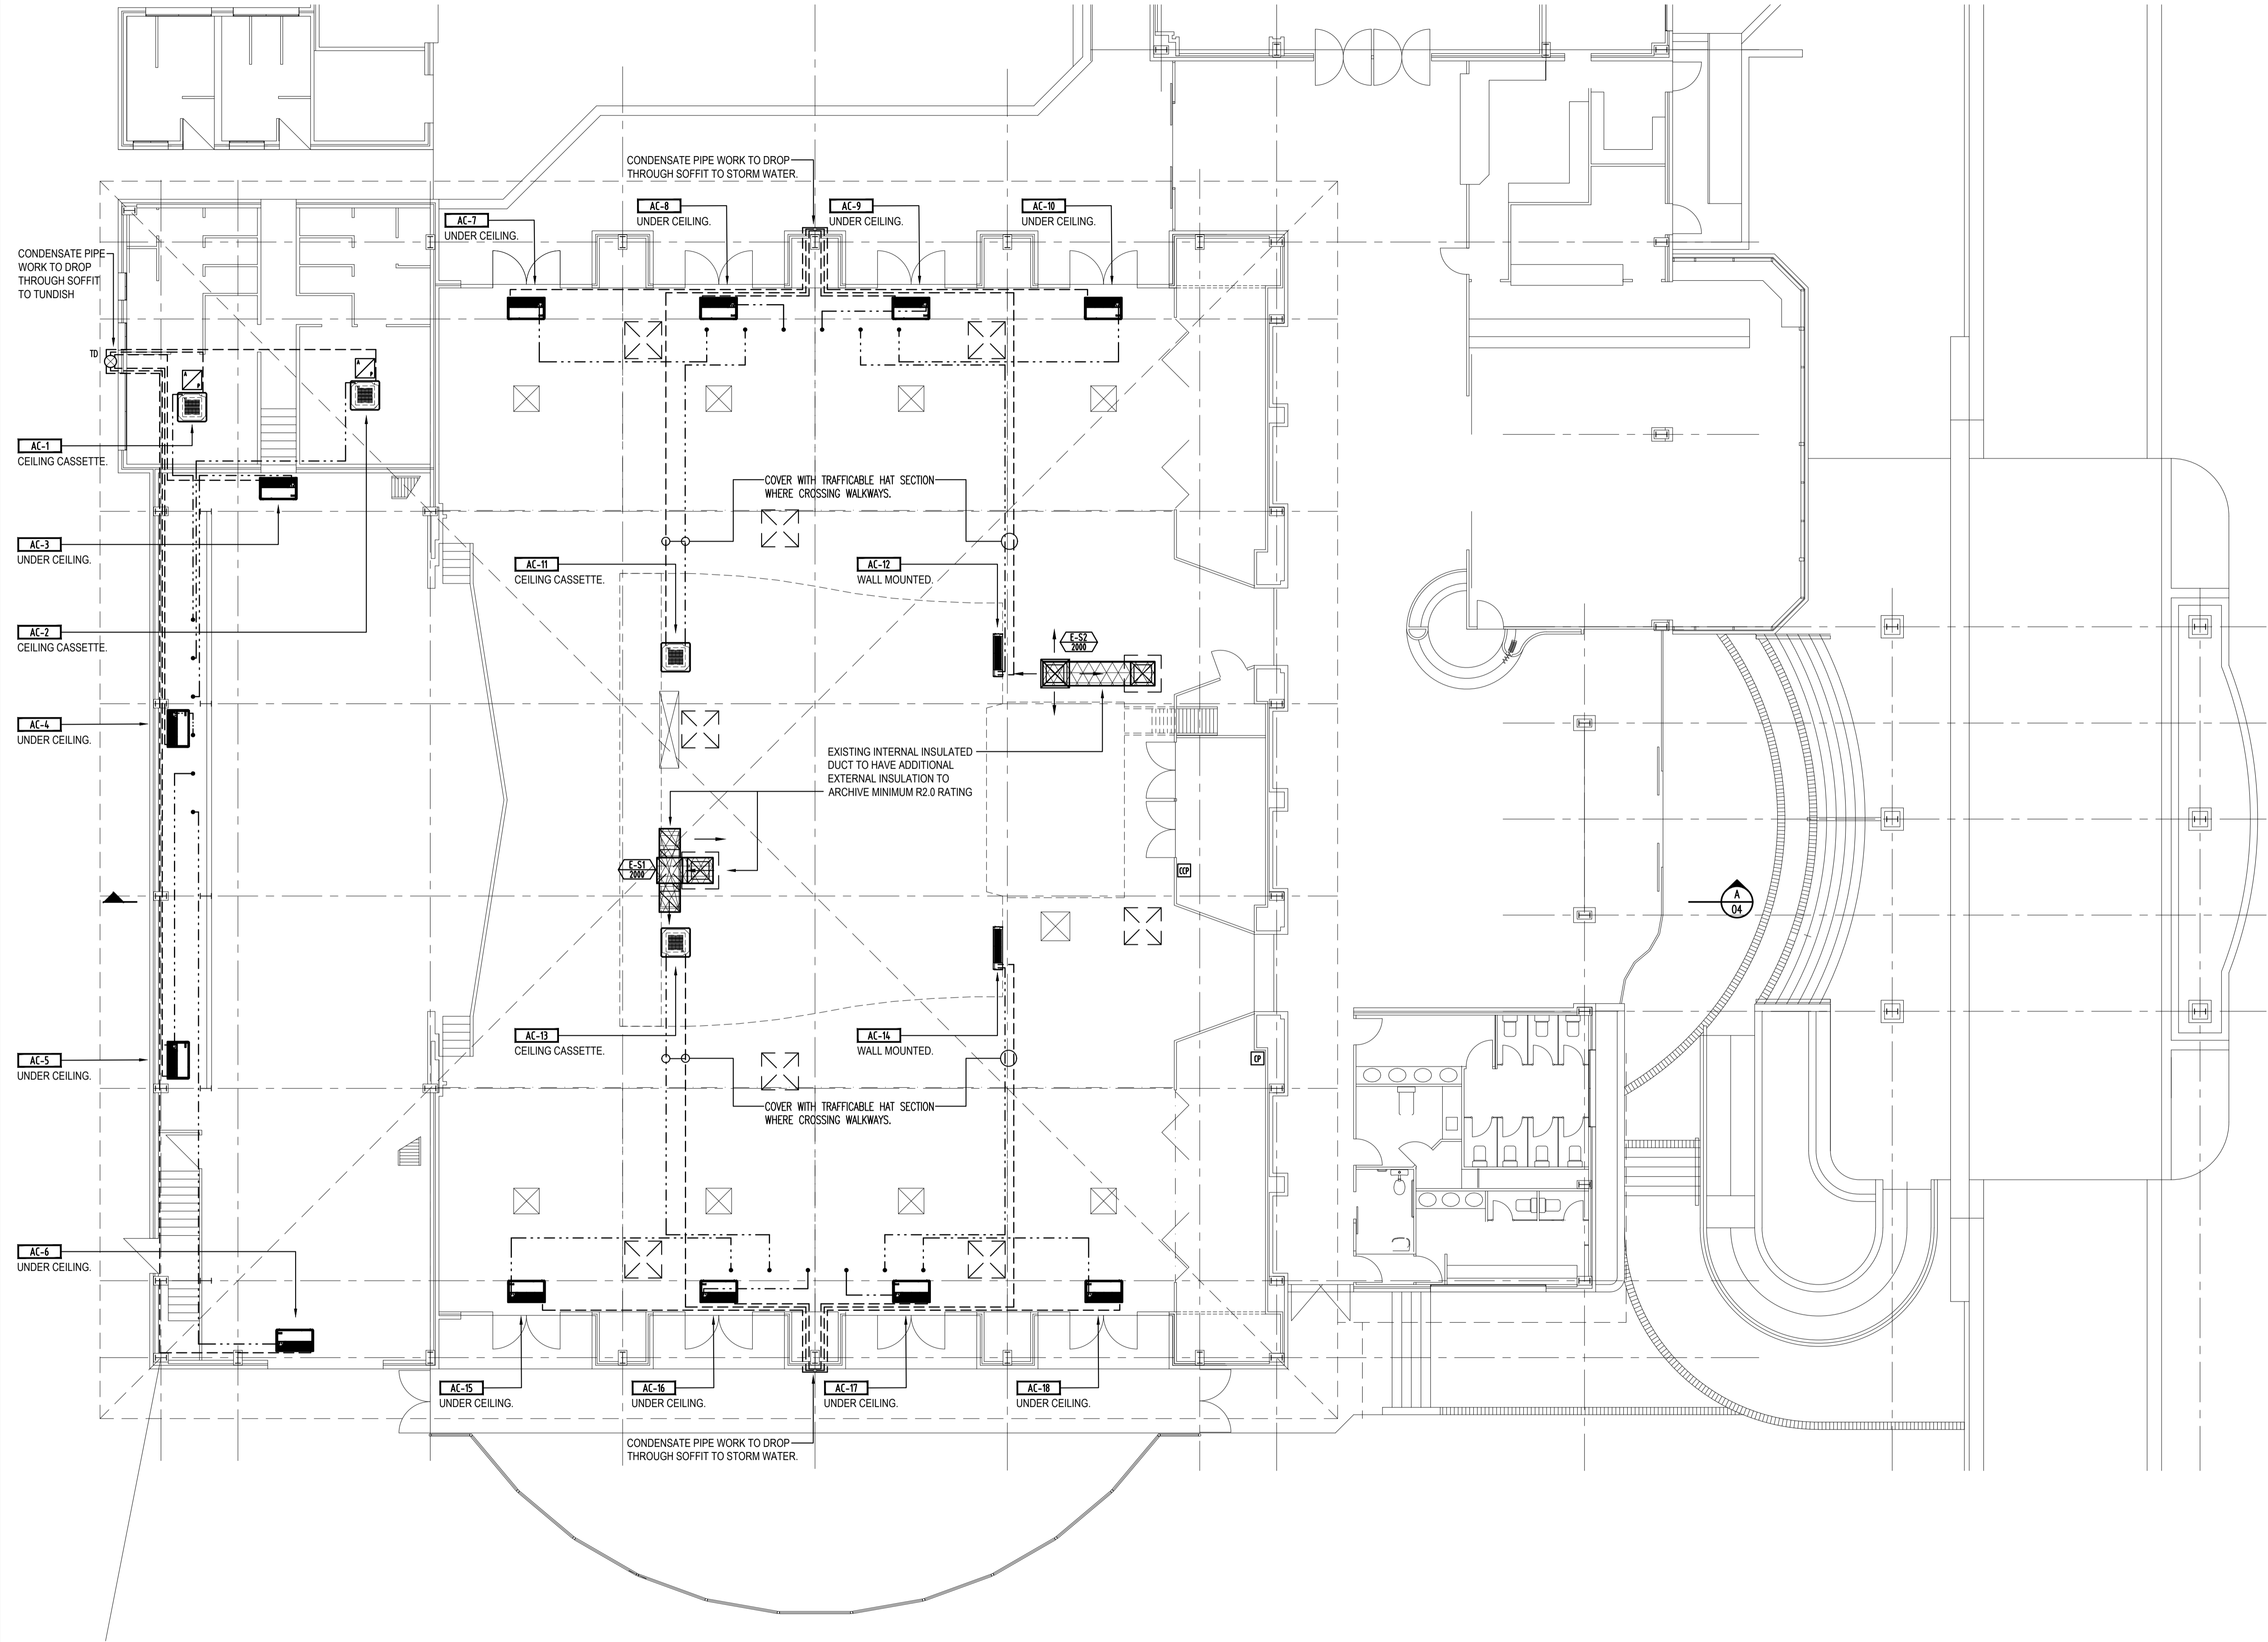 CONDENSATE PIPE WORK TO DROP
THROUGH SOFFIT TO STORM WATER.
AC-7
UNDER CEILING.
AC-8
UNDER CEILING.
AC-9
UNDER CEILING.
AC-10
UNDER CEILING.
CONDENSATE PIPE
WORK TO DROP
THROUGH SOFFIT
TO TUNDISH
TD
A
P
A
P
AC-1
CEILING CASSETTE.
COVER WITH TRAFFICABLE HAT SECTION
WHERE CROSSING WALKWAYS.
AC-3
UNDER CEILING.
AC-11
CEILING CASSETTE.
AC-12
WALL MOUNTED.
AC-2
CEILING CASSETTE.
E-S2
2000
AC-4
UNDER CEILING.
EXISTING INTERNAL INSULATED
DUCT TO HAVE ADDITIONAL
EXTERNAL INSULATION TO
ARCHIVE MINIMUM R2.0 RATING
E-S1
2000
CCP
A
04
AC-13
CEILING CASSETTE.
AC-14
WALL MOUNTED.
AC-5
UNDER CEILING.
CP
COVER WITH TRAFFICABLE HAT SECTION
WHERE CROSSING WALKWAYS.
AC-6
UNDER CEILING.
AC-15
UNDER CEILING.
AC-16
UNDER CEILING.
AC-17
UNDER CEILING.
AC-18
UNDER CEILING.
CONDENSATE PIPE WORK TO DROP
THROUGH SOFFIT TO STORM WATER.